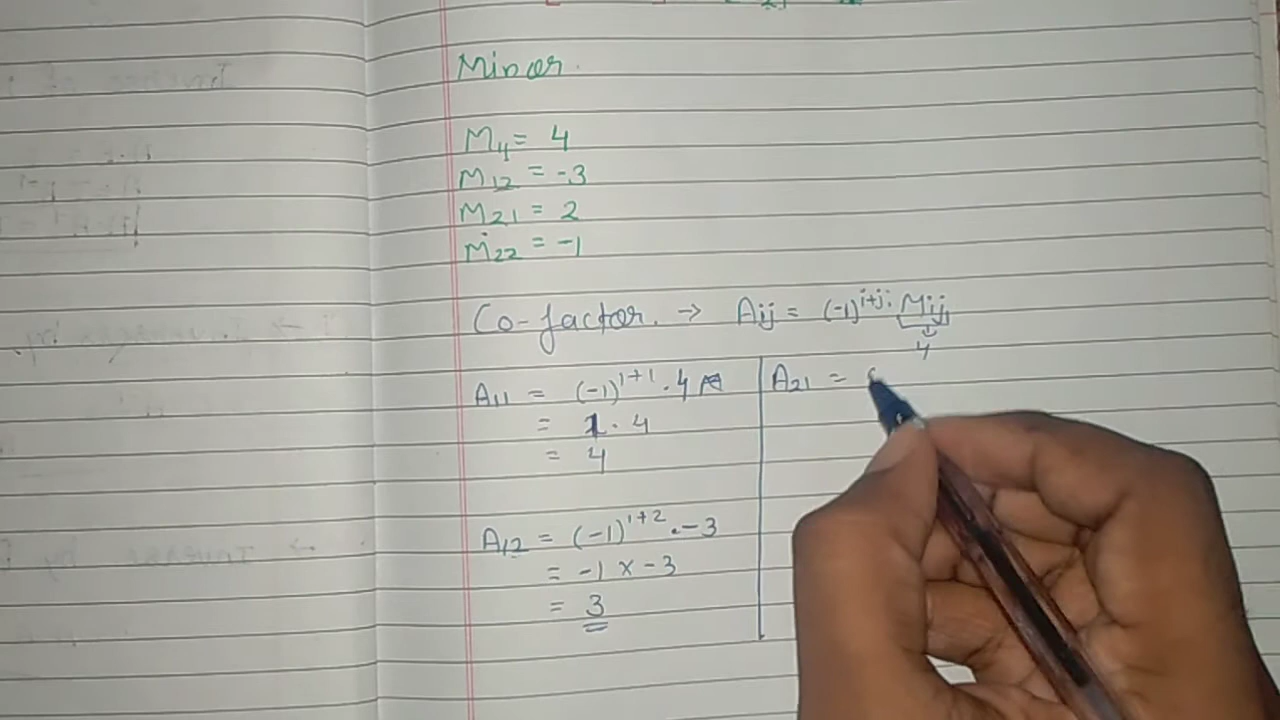 Minor.
M11 = 4
M12 = -3
M21 = 2
M22 = -1
Co-factor. → Aij = (-1)^i+j . Mij
4
A11 = (-1)^1+1 . 4
= 1 . 4
= 4
A12 = (-1)^1+2 . -3
= -1 x -3
= 3
A21 =